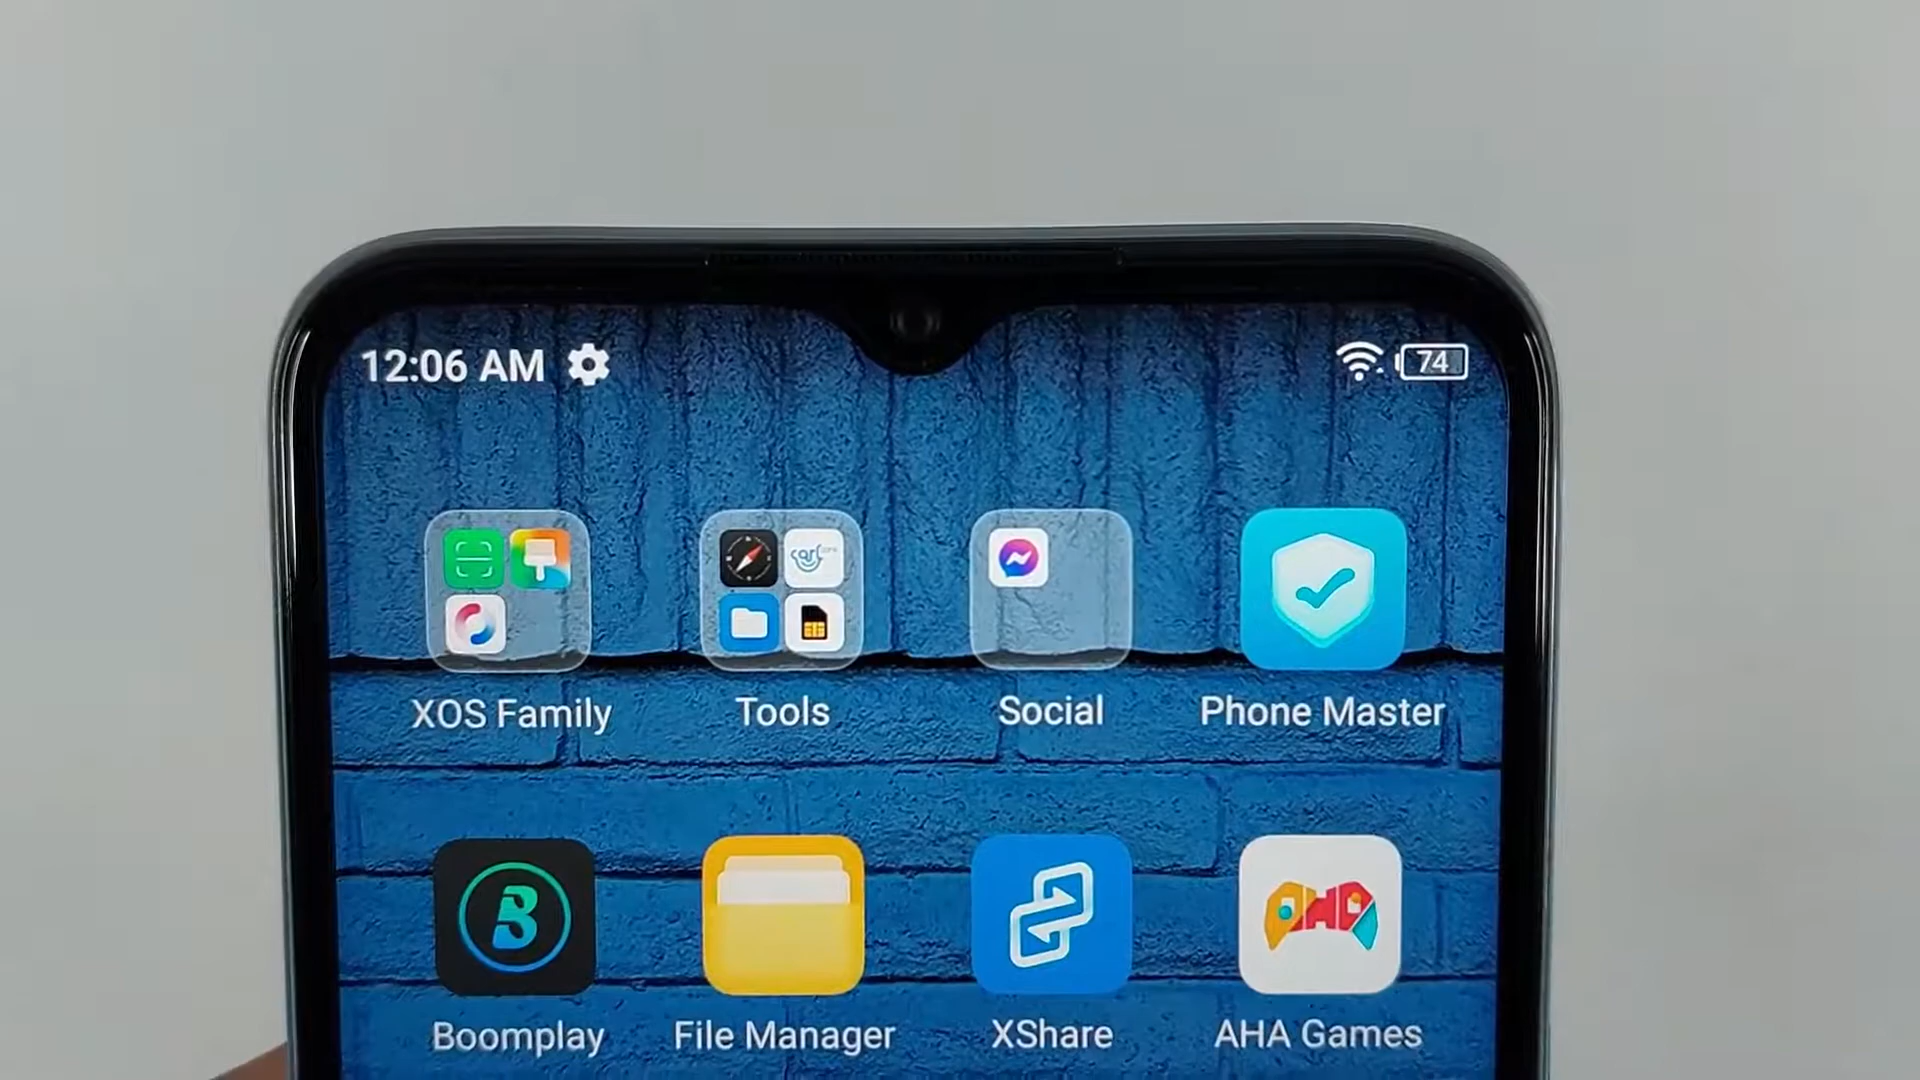 12:06 AM
74
XOS Family
Tools
Social
Phone Master
Boomplay
File Manager
XShare
AHA Games